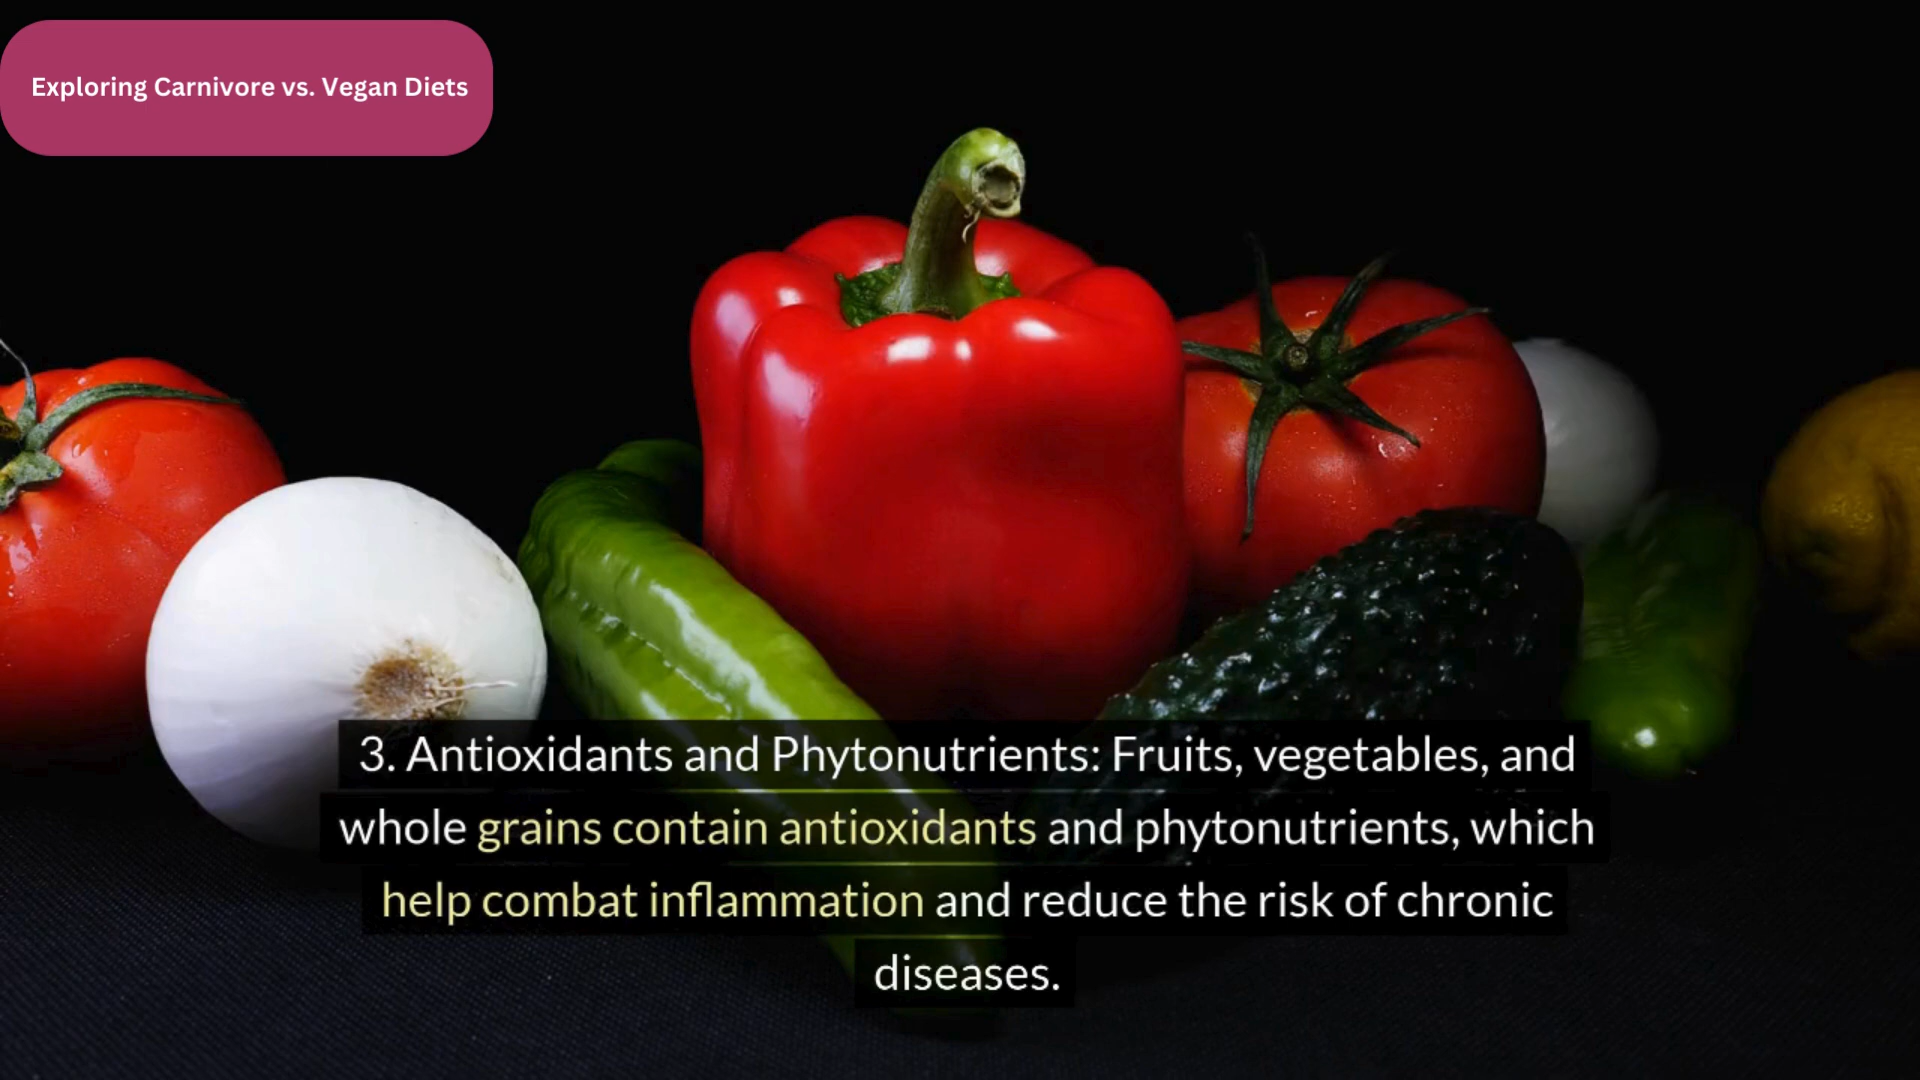 Exploring Carnivore vs. Vegan Diets
3. Antioxidants and Phytonutrients: Fruits, vegetables, and
whole grains contain antioxidants and phytonutrients, which
help combat inflammation and reduce the risk of chronic
diseases.